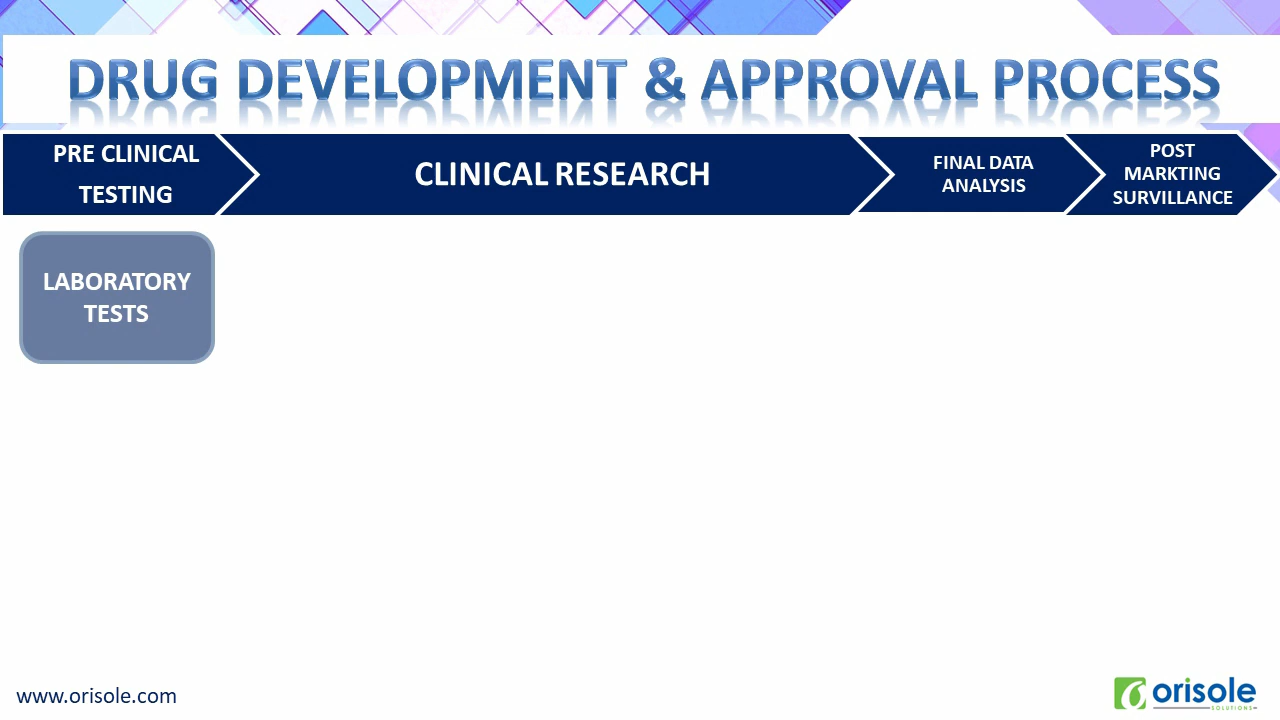 DRUG DEVELOPMENT & APPROVAL PROCESS
PRE CLINICAL
TESTING
CLINICAL RESEARCH
FINAL DATA
ANALYSIS
POST
MARKTING
SURVILLANCE
LABORATORY
TESTS
www.orisole.com
orisole
SOLUTIONS